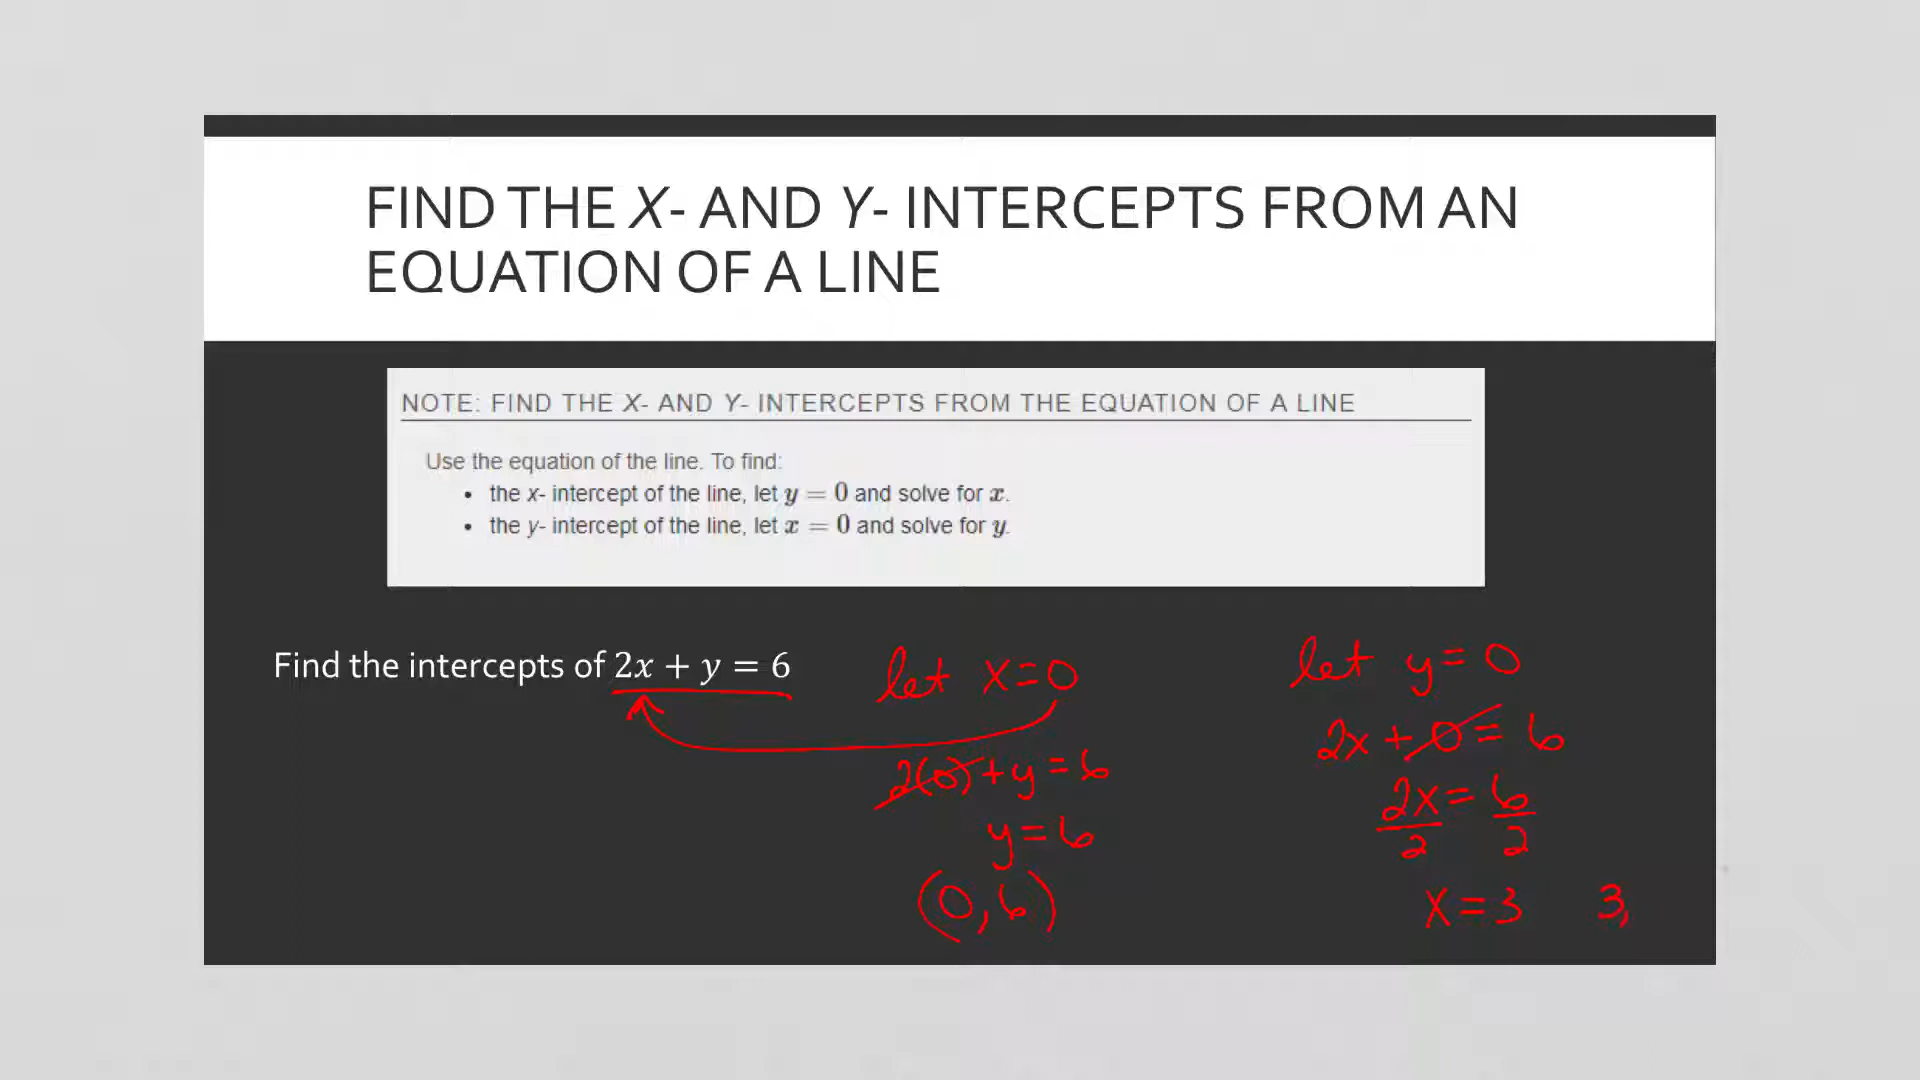 FIND THE X- AND Y- INTERCEPTS FROM AN
EQUATION OF A LINE
NOTE: FIND THE X- AND Y- INTERCEPTS FROM THE EQUATION OF A LINE
Use the equation of the line. To find:
• the x- intercept of the line, let y = 0 and solve for x.
• the y- intercept of the line, let x = 0 and solve for y.
Find the intercepts of 2x + y = 6
let x=0
2(0)+y=6
y=6
(0,6)
let y=0
2x+0=6
2x=6
2 2
x=3 3,